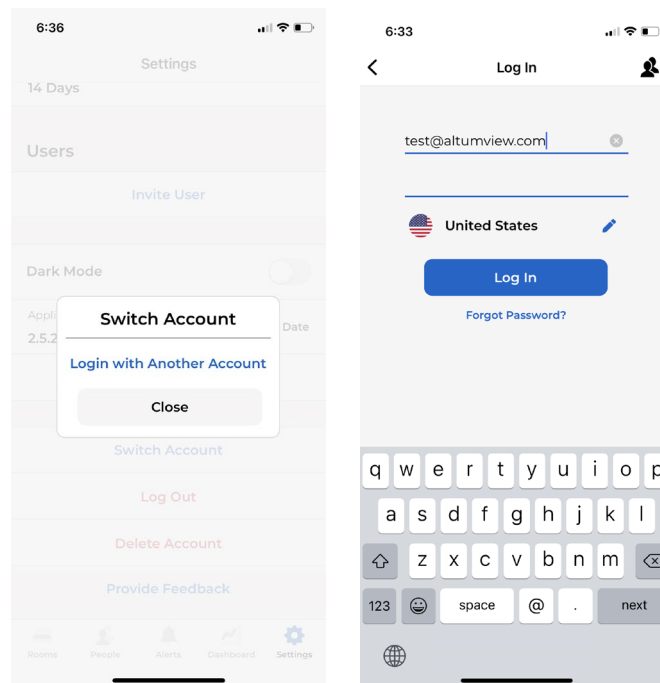 6:36
Settings
14 Days
Users
Invite User
Dark Mode
Appli
Date
2.5.2
Switch Account
Login with Another Account
Close
Switch Account
Log Out
Delete Account
Provide Feedback
Rooms People Alerts Dashboard Settings
6:33
Log In
test@altumview.com
United States
Log In
Forgot Password?
q w e r t y u i o p
a s d f g h j k l
z x c v b n m
123 space @ . next